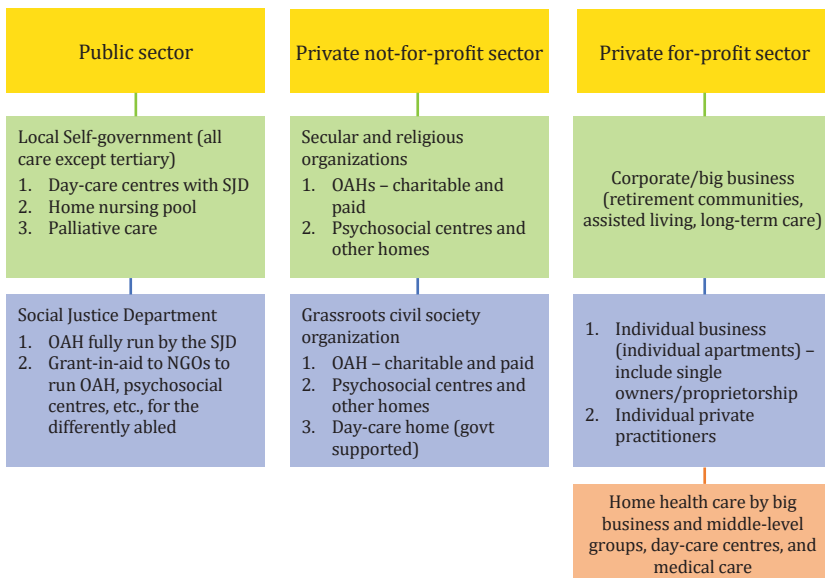 Public sector
Local Self-government (all
care except tertiary)
1. Day-care centres with SJD
2. Home nursing pool
3. Palliative care
Social Justice Department
1. OAH fully run by the SJD
2. Grant-in-aid to NGOs to
run OAH, psychosocial
centres, etc., for the
differently abled
Private not-for-profit sector
Secular and religious
organizations
1. OAHs – charitable and
paid
2. Psychosocial centres and
other homes
Grassroots civil society
organization
1. OAH – charitable and paid
2. Psychosocial centres and
other homes
3. Day-care home (govt
supported)
Private for-profit sector
Corporate/big business
(retirement communities,
assisted living, long-term care)
1. Individual business
(individual apartments) –
include single
owners/proprietorship
2. Individual private
practitioners
Home health care by big
business and middle-level
groups, day-care centres, and
medical care